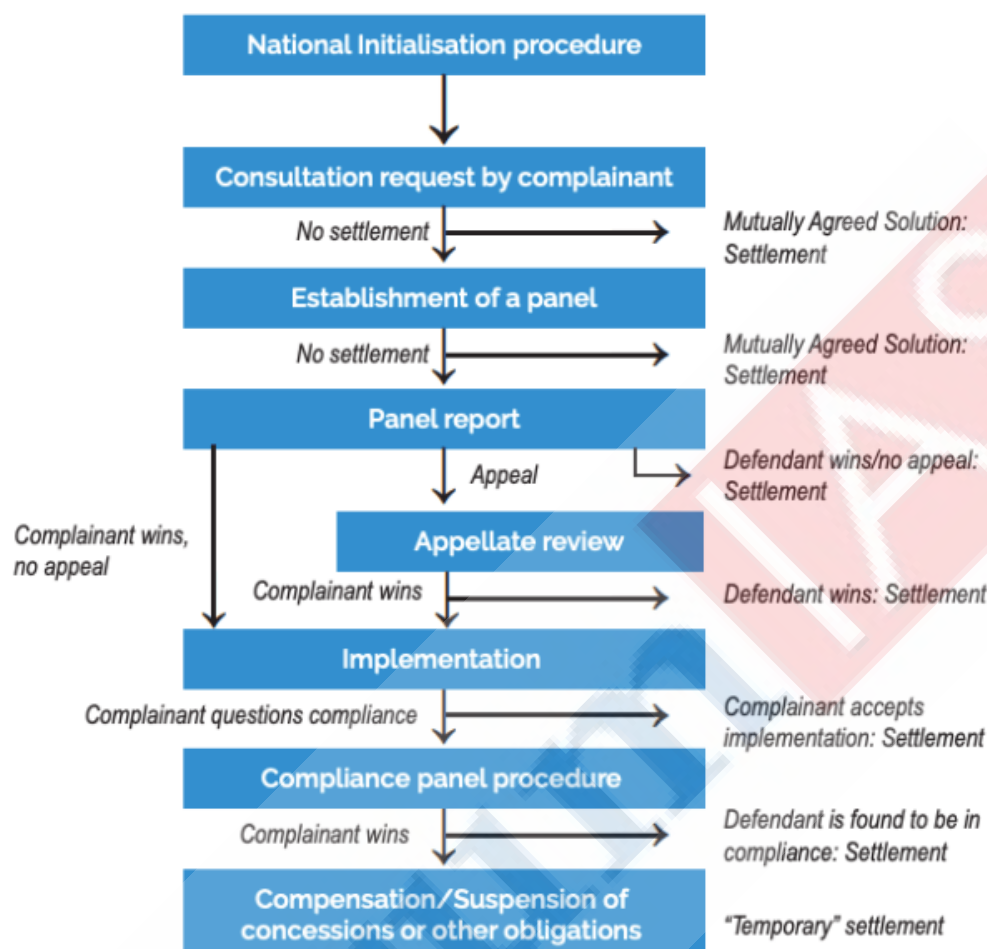 National Initialisation procedure
Consultation request by complainant
No settlement
Mutually Agreed Solution:
Settlement
Establishment of a panel
No settlement
Mutually Agreed Solution:
Settlement
Panel report
Appeal
Defendant wins/no appeal:
Settlement
Complainant wins,
no appeal
Appellate review
Complainant wins
Defendant wins: Settlement
Implementation
Complainant questions compliance
Complainant accepts
implementation: Settlement
Compliance panel procedure
Complainant wins
Defendant is found to be in
compliance: Settlement
Compensation/Suspension of
concessions or other obligations
"Temporary" settlement